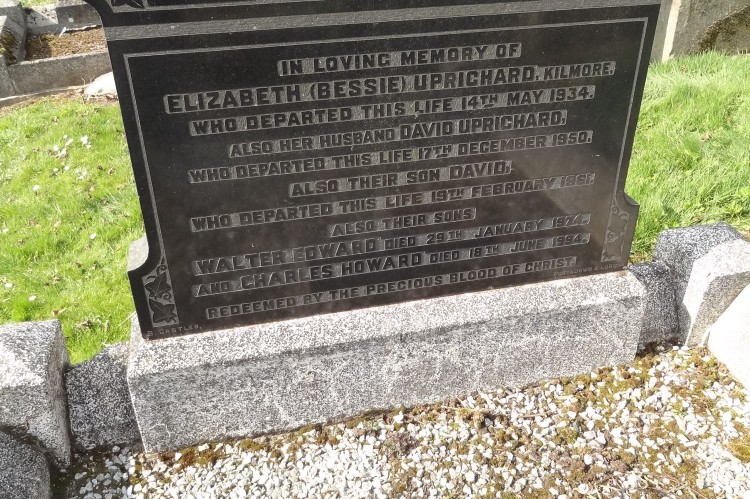 IN LOVING MEMORY OF
ELIZABETH (BESSIE) UPRICHARD, KILMORE,
WHO DEPARTED THIS LIFE 14TH MAY 1934.
ALSO HER HUSBAND DAVID UPRICHARD,
WHO DEPARTED THIS LIFE 17TH DECEMBER 1950.
ALSO THEIR SON DAVID,
WHO DEPARTED THIS LIFE 19TH FEBRUARY 1961.
ALSO THEIR SONS
WALTER EDWARD DIED 29TH JANUARY 1974.
AND CHARLES HOWARD DIED 18TH JUNE 1994.
REDEEMED BY THE PRECIOUS BLOOD OF CHRIST.